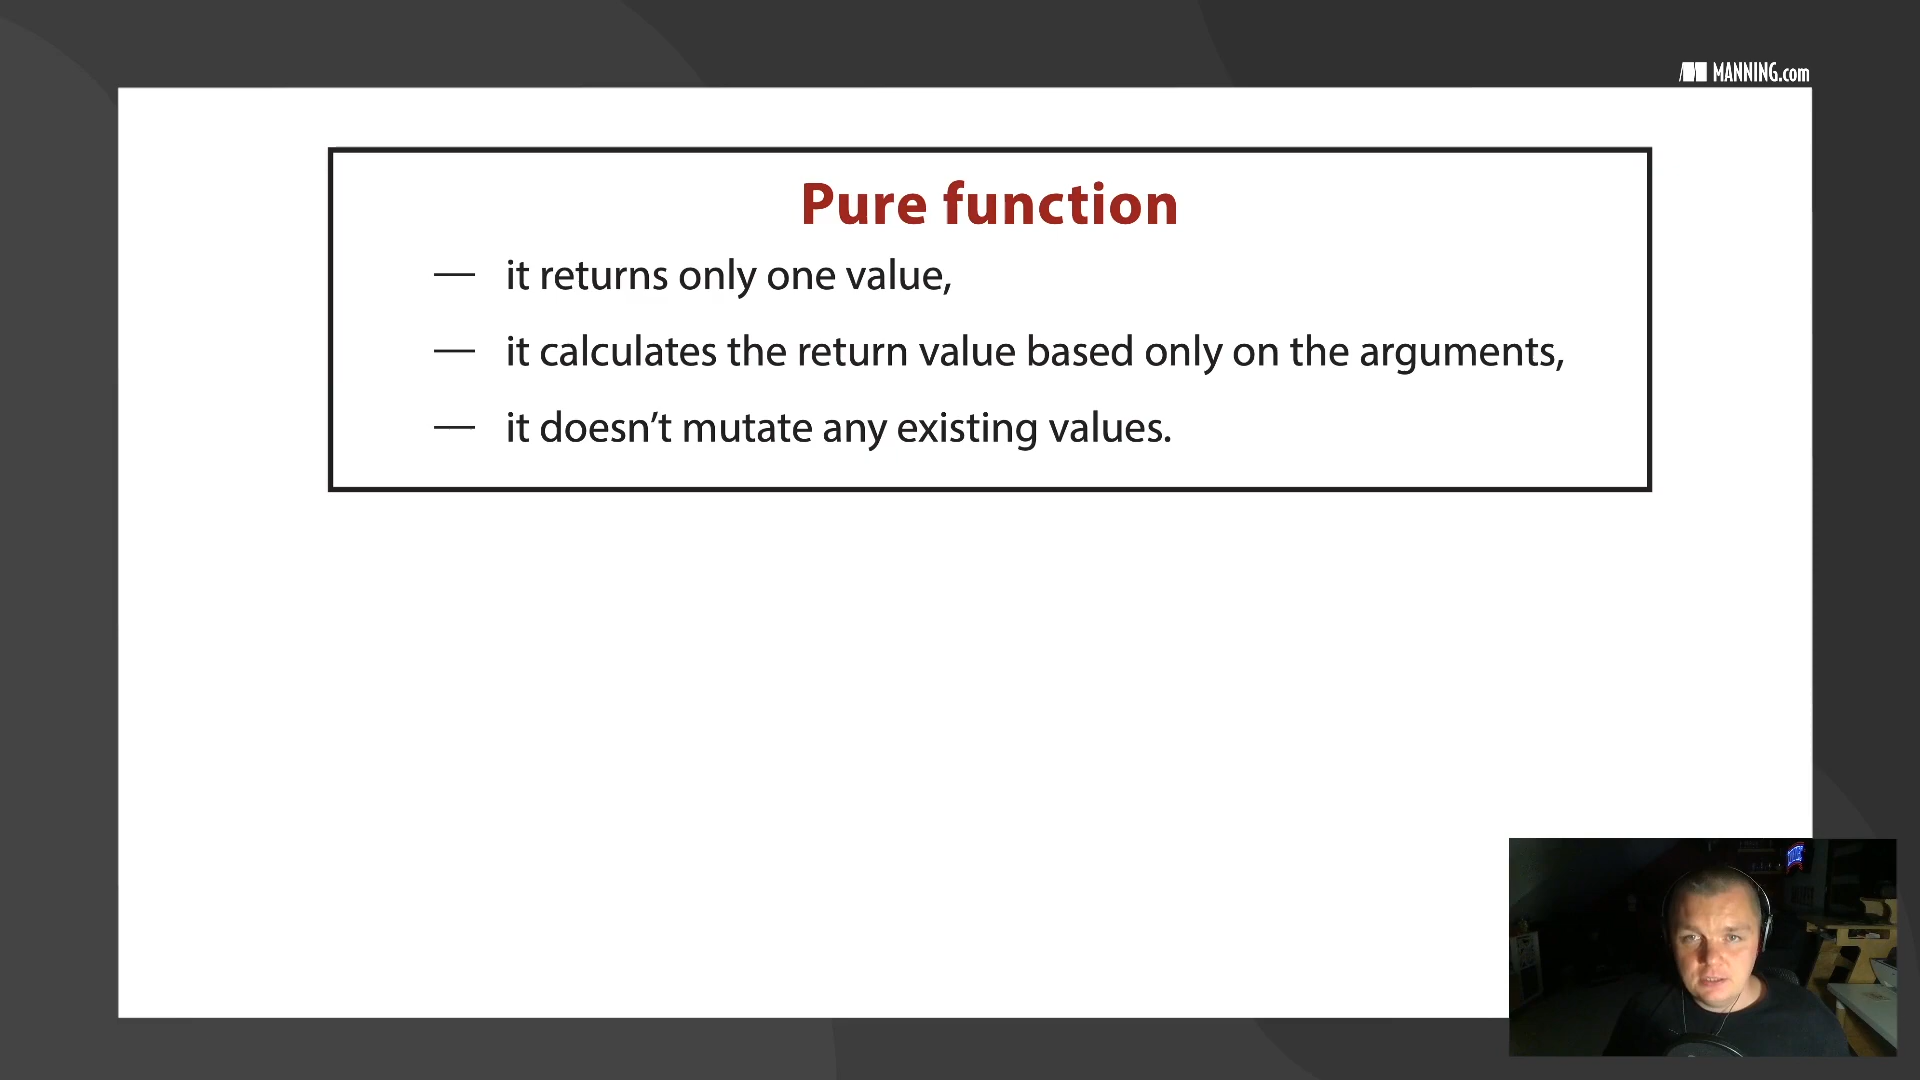 MANNING.com
Pure function
— it returns only one value,
— it calculates the return value based only on the arguments,
— it doesn’t mutate any existing values.